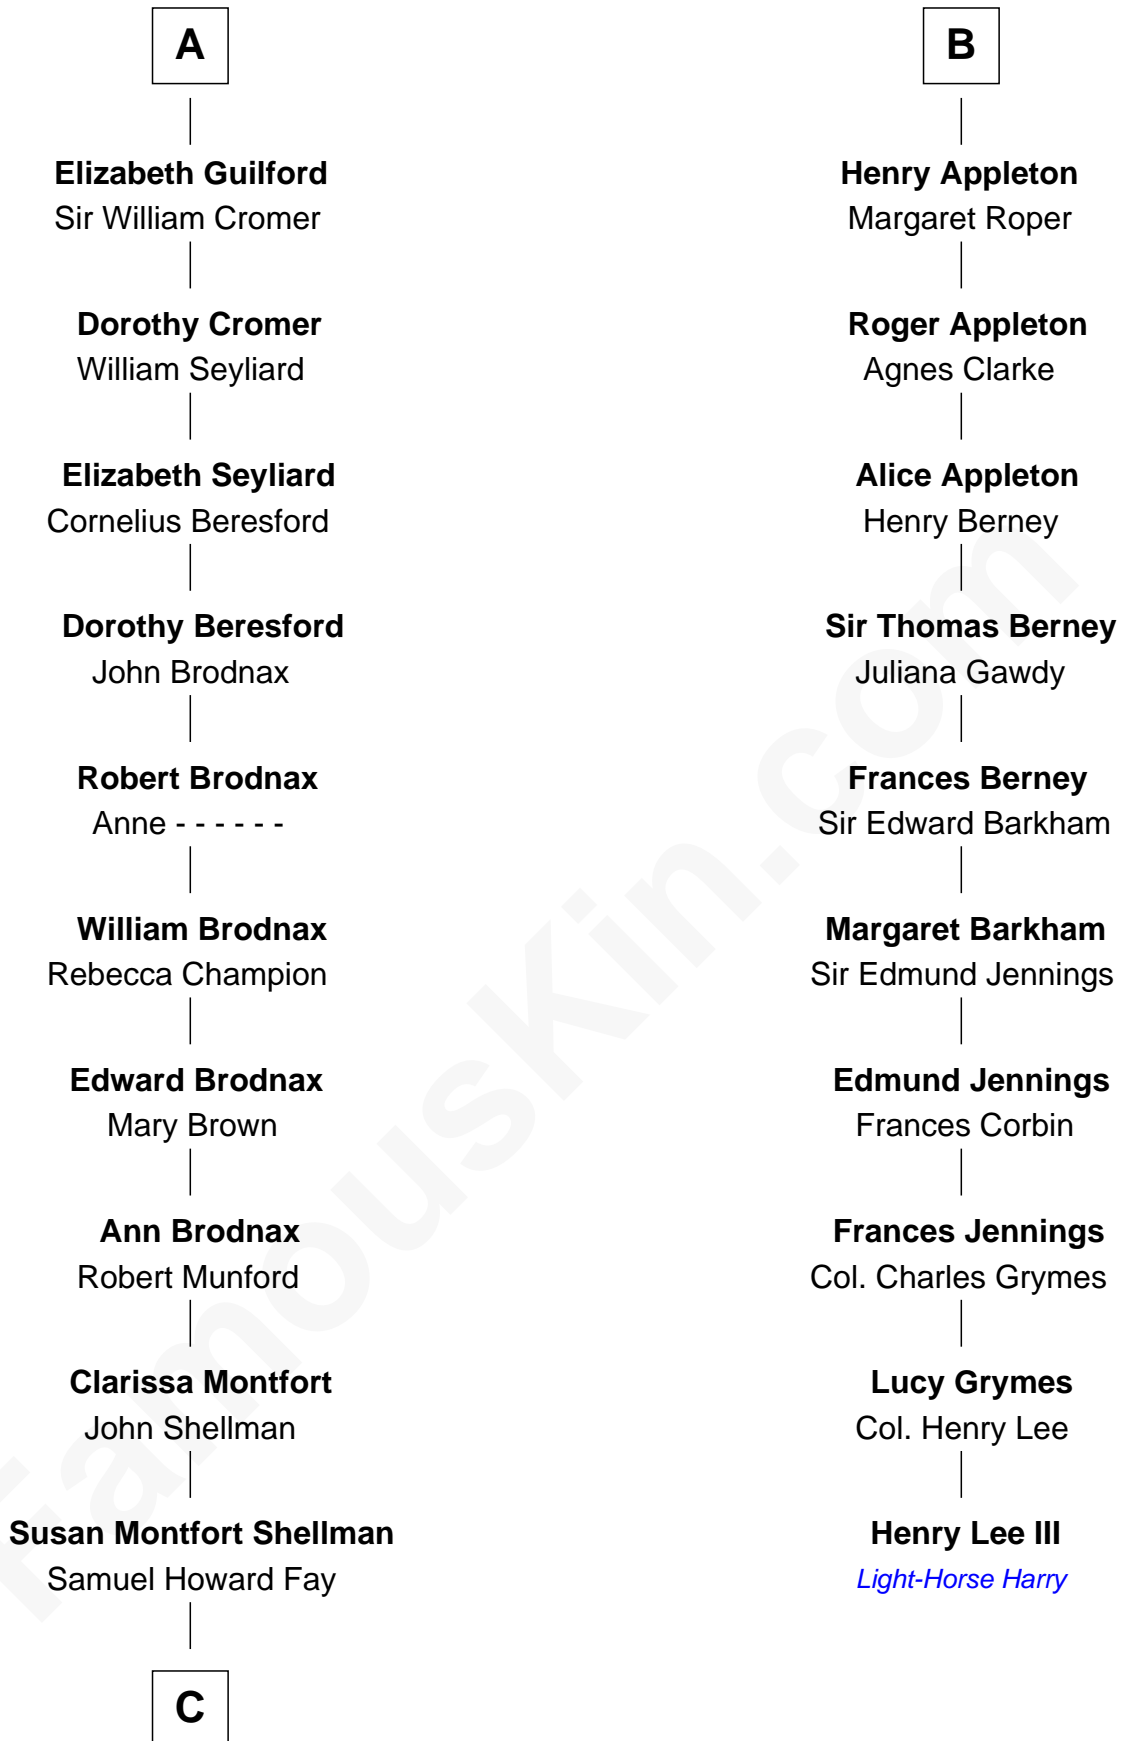 A
Elizabeth Guilford
Sir William Cromer
Dorothy Cromer
William Seyliard
Elizabeth Seyliard
Cornelius Beresford
Dorothy Beresford
John Brodnax
Robert Brodnax
Anne - - - - - -
William Brodnax
Rebecca Champion
Edward Brodnax
Mary Brown
Ann Brodnax
Robert Munford
Clarissa Montfort
John Shellman
Susan Montfort Shellman
Samuel Howard Fay
C
B
Henry Appleton
Margaret Roper
Roger Appleton
Agnes Clarke
Alice Appleton
Henry Berney
Sir Thomas Berney
Juliana Gawdy
Frances Berney
Sir Edward Barkham
Margaret Barkham
Sir Edmund Jennings
Edmund Jennings
Frances Corbin
Frances Jennings
Col. Charles Grymes
Lucy Grymes
Col. Henry Lee
Henry Lee III
Light-Horse Harry
FamousKin.com